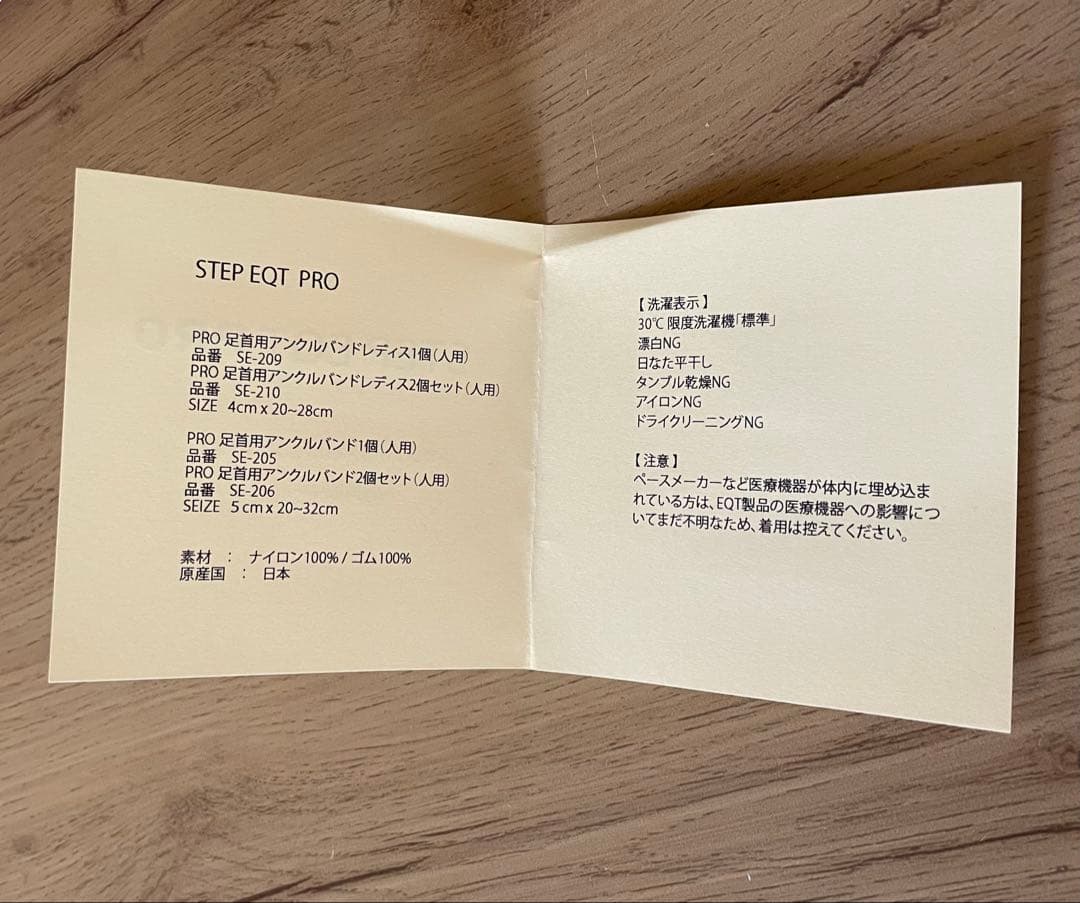 STEP EQT PRO
PRO 足首用アンクルバンドレディス1個（人用）
品番 SE-209
PRO 足首用アンクルバンドレディス2個セット（人用）
品番 SE-210
SIZE 4cm x 20~28cm
PRO 足首用アンクルバンド1個（人用）
品番 SE-205
PRO 足首用アンクルバンド2個セット（人用）
品番 SE-206
SEIZE 5cm x 20~32cm
素材 ： ナイロン100% / ゴム100%
原産国 ： 日本
【洗濯表示】
30℃ 限度洗濯機「標準」
漂白NG
日なた平干し
タンブル乾燥NG
アイロンNG
ドライクリーニングNG
【注意】
ペースメーカーなど医療機器が体内に埋め込ま
れている方は、EQT製品の医療機器への影響につ
いてまだ不明なため、着用は控えてください。